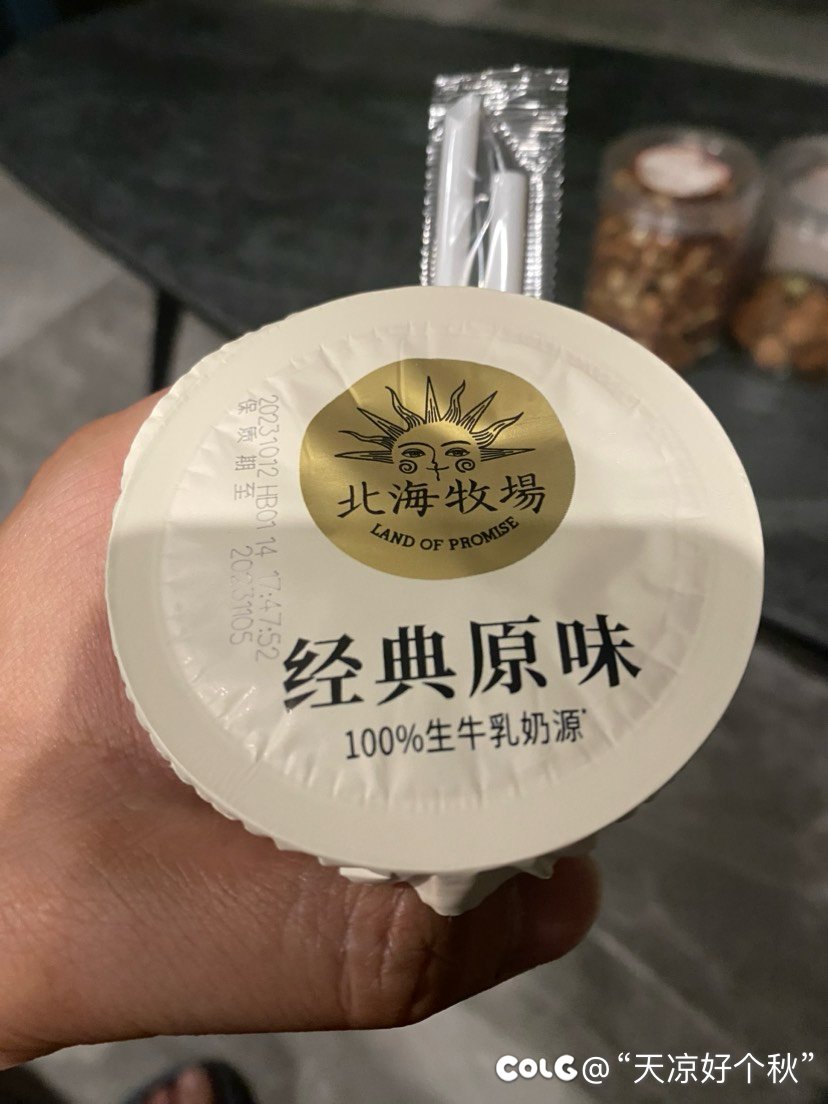 北海牧場
LAND OF PROMISE
经典原味
100%生牛乳奶源*
20231012 HB01 14 17:47:52
保质期至 20231105
COLG@“天凉好个秋”